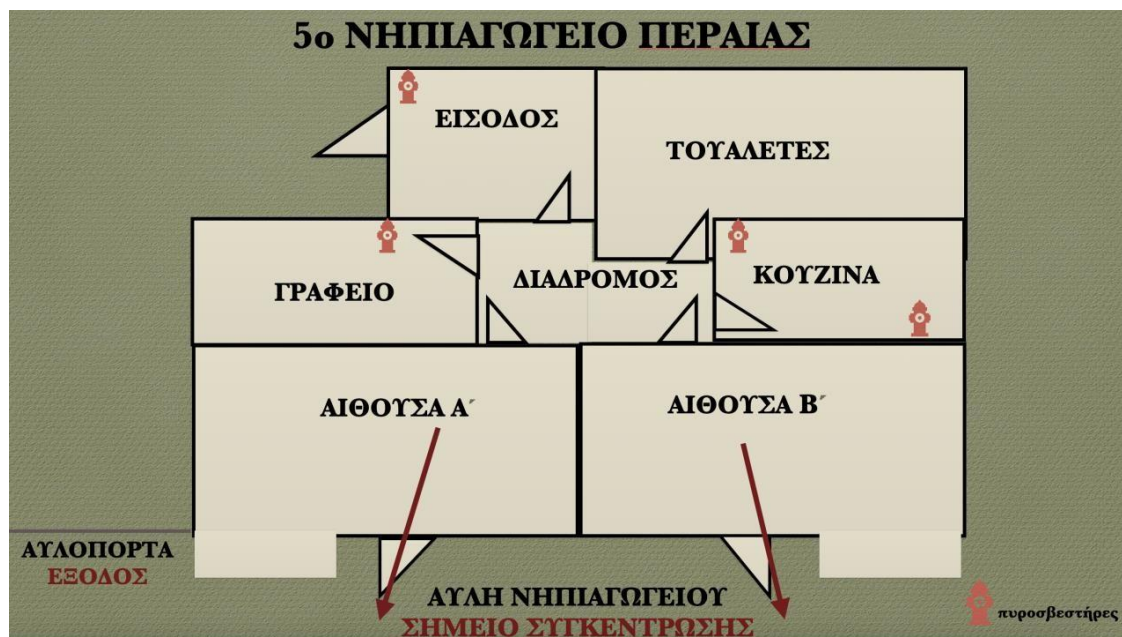 5ο ΝΗΠΙΑΓΩΓΕΙΟ ΠΕΡΑΙΑΣ
ΕΙΣΟΔΟΣ
ΤΟΥΑΛΕΤΕΣ
ΓΡΑΦΕΙΟ
ΔΙΑΔΡΟΜΟΣ
ΚΟΥΖΙΝΑ
ΑΙΘΟΥΣΑ Α΄
ΑΙΘΟΥΣΑ Β΄
ΑΥΛΟΠΟΡΤΑ
ΕΞΟΔΟΣ
ΑΥΛΗ ΝΗΠΙΑΓΩΓΕΙΟΥ
ΣΗΜΕΙΟ ΣΥΓΚΕΝΤΡΩΣΗΣ
πυροσβεστήρες